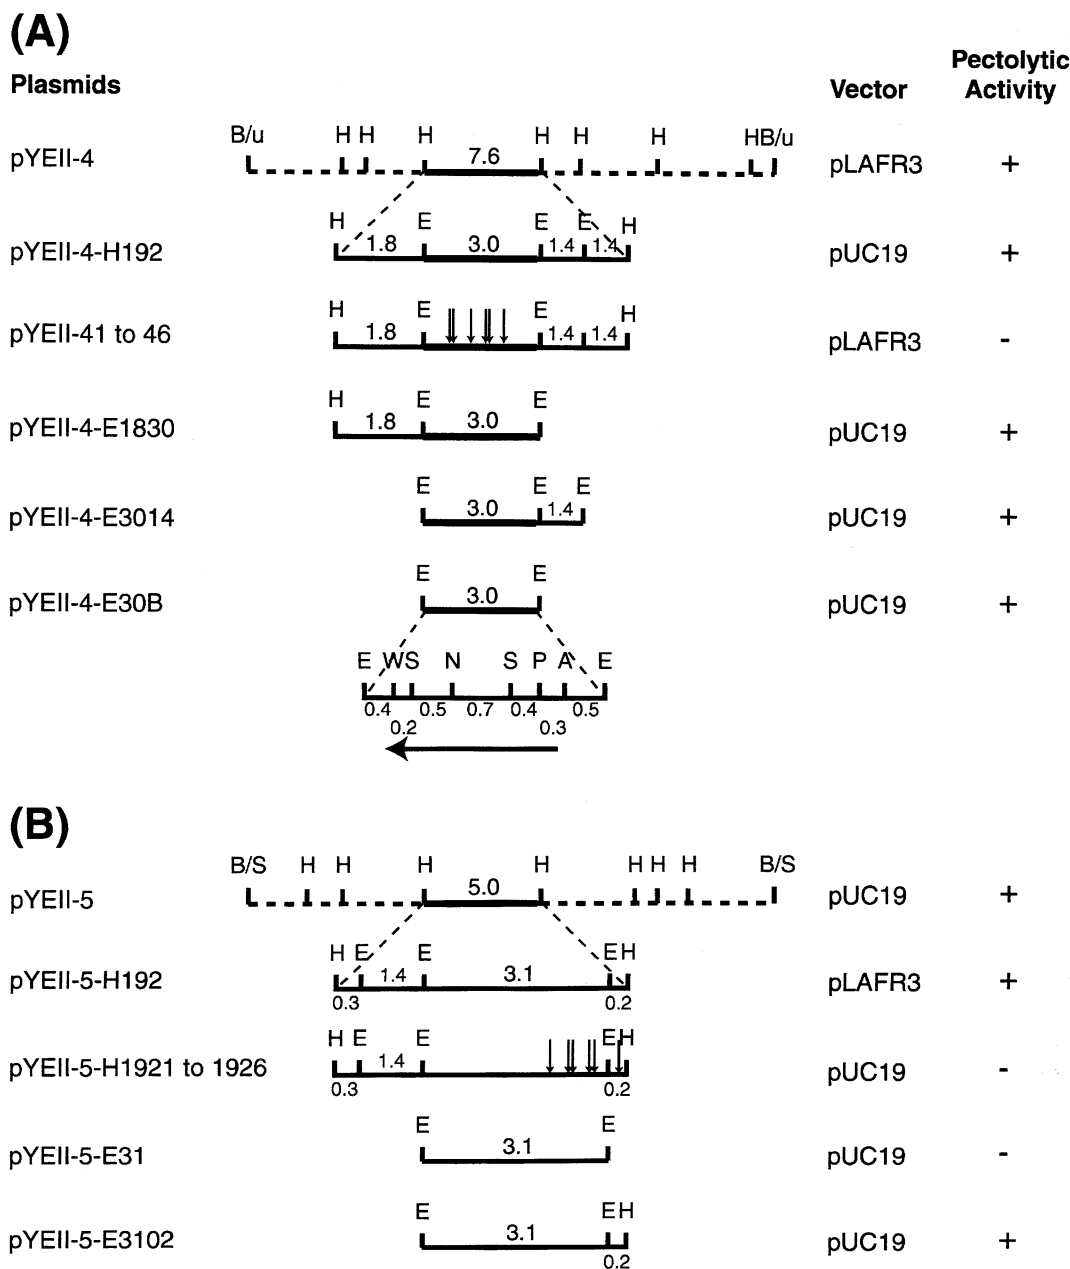 (A)
Plasmids Vector Pectolytic Activity
B/u H H H H H H HB/u
pYEII-4 7.6 pLAFR3 +
H E E E H
pYEII-4-H192 1.8 3.0 1.4 1.4 pUC19 +
H E E H
pYEII-41 to 46 1.8 1.4 1.4 pLAFR3 -
H E E
pYEII-4-E1830 1.8 3.0 pUC19 +
E E E
pYEII-4-E3014 3.0 1.4 pUC19 +
E E
pYEII-4-E30B 3.0 pUC19 +
E W S N S P A E
0.4 0.5 0.7 0.4 0.5
0.2 0.3
(B)
B/S H H H H H H H B/S
pYEII-5 5.0 pUC19 +
H E E E H
pYEII-5-H192 1.4 3.1 pLAFR3 +
0.3 0.2
H E E E H
pYEII-5-H1921 to 1926 1.4 pUC19 -
0.3 0.2
E E
pYEII-5-E31 3.1 pUC19 -
E E H
pYEII-5-E3102 3.1 pUC19 +
0.2